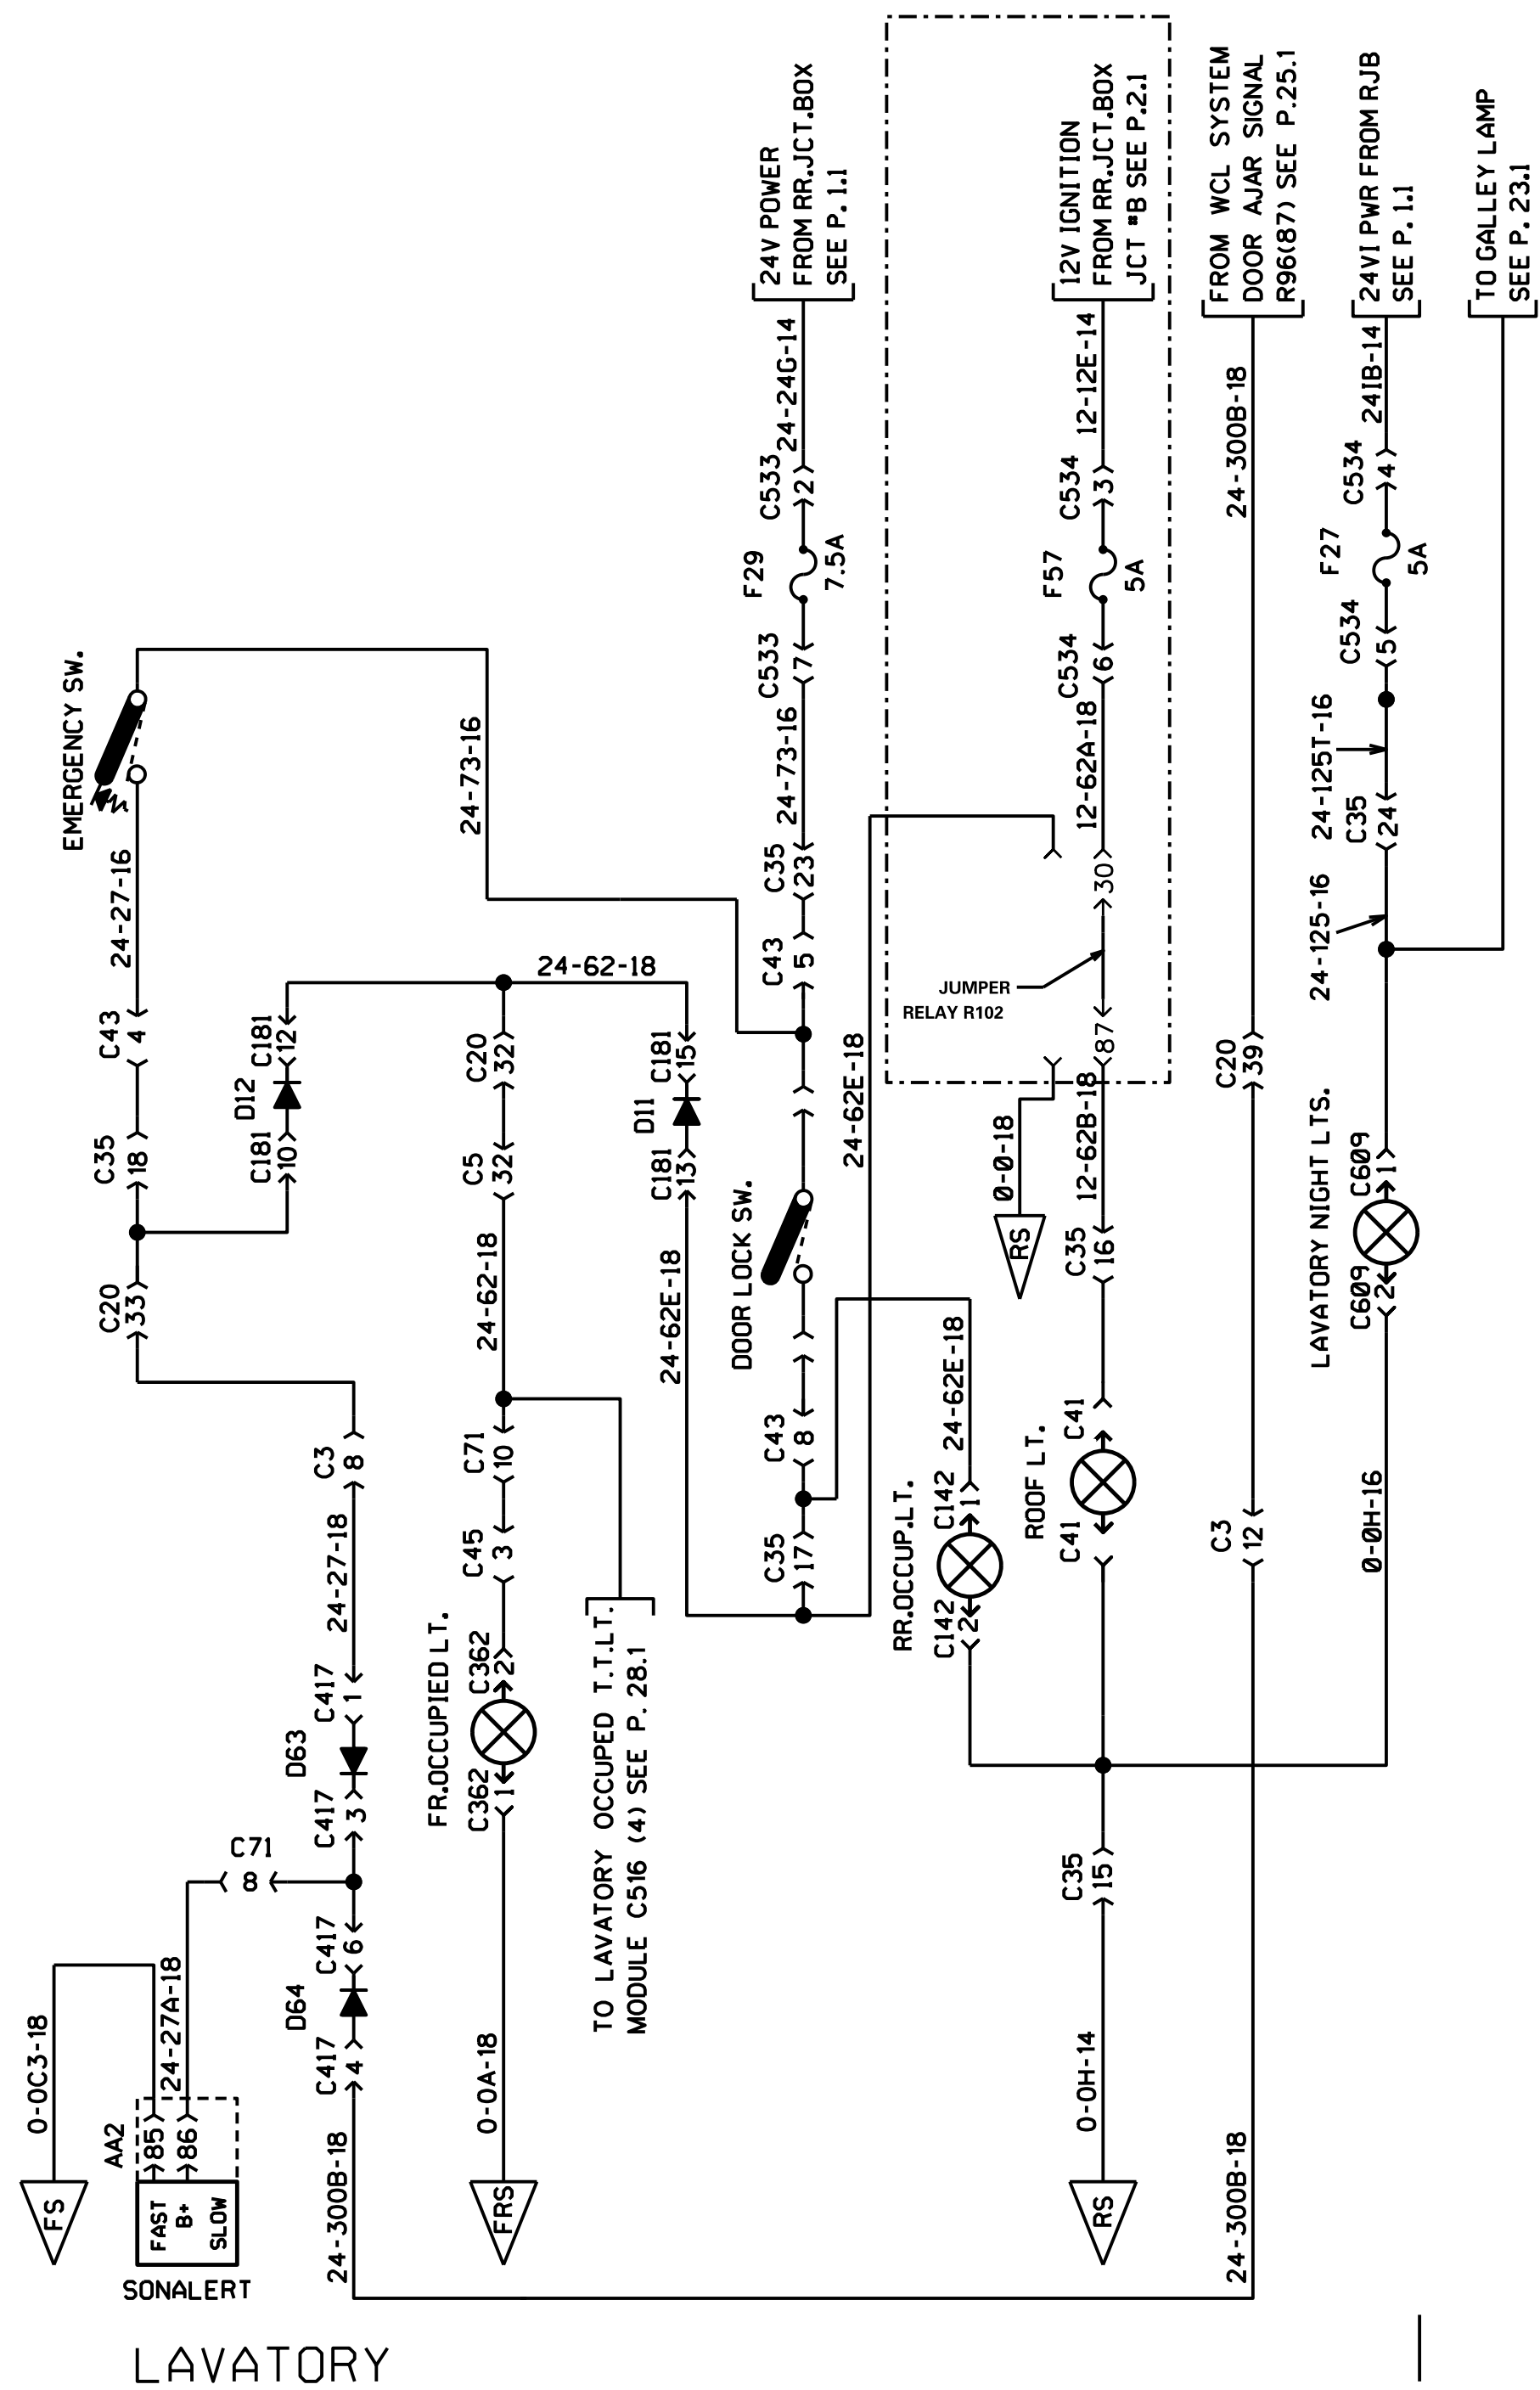 LAVATORY
SONALERT
FAST
B+
SLOW
AA2
85
86
FS
0-0C3-18
24-27A-18
C71
8
EMERGENCY SW.
24-27-16
24-73-16
C43
4
C35
18
C20
33
C3
8
24-27-18
C417
1
D63
C417
3
C417
6
D64
C417
4
24-300B-18
C181
12
D12
C181
10
24-62-18
C20
32
C5
32
24-62-18
C71
10
C45
3
FR.OCCUPIED LT.
C362
2
C362
1
0-0A-18
FRS
TO LAVATORY OCCUPED T.T.LT.
MODULE C516 (4) SEE P. 28.1
C181
15
D11
C181
13
24-62E-18
24V POWER
FROM RR.JCT.BOX
SEE P. 1.1
24-24G-14
C533
2
F29
7.5A
C533
7
24-73-16
C35
23
C43
5
DOOR LOCK SW.
C43
8
C35
17
24-62E-18
RR.OCCUP.LT.
24-62E-18
C142
1
C142
2
12V IGNITION
FROM RR.JCT.BOX
JCT "B SEE P.2.1
12-12E-14
C534
3
F57
5A
C534
6
12-62A-18
30
JUMPER
RELAY R102
87
0-0-18
RS
12-62B-18
C35
16
ROOF LT.
C41
C41
C35
15
0-0H-14
RS
FROM WCL SYSTEM
DOOR AJAR SIGNAL
R96(87) SEE P.25.1
24-300B-18
C20
39
C3
12
24-300B-18
24VI PWR FROM RJB
SEE P. 1.1
24IB-14
C534
4
F27
5A
C534
5
24-125T-16
C35
24
24-125-16
LAVATORY NIGHT LTS.
C609
1
C609
2
0-0H-16
TO GALLEY LAMP
SEE P. 23.1